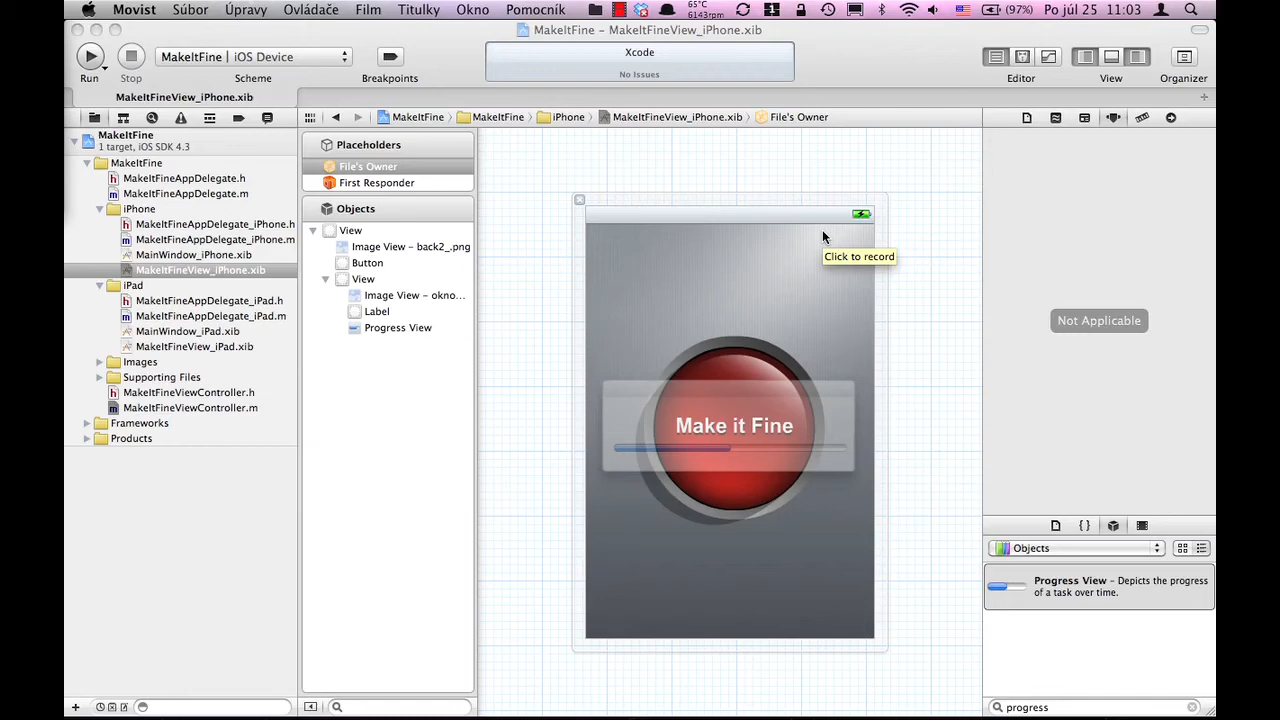 Movist Súbor Úpravy Ovládače Film Titulky Okno Pomocník 65°C 6143rpm 1 (97%) Po júl 25 11:03
MakeItFine – MakeItFineView_iPhone.xib
Run Stop
MakeItFine | iOS Device
Scheme
Breakpoints
Xcode
No Issues
Editor View Organizer
MakeItFineView_iPhone.xib
MakeItFine MakeItFine iPhone MakeItFineView_iPhone.xib File's Owner
MakeItFine
1 target, iOS SDK 4.3
MakeItFine
MakeItFineAppDelegate.h
MakeItFineAppDelegate.m
iPhone
MakeItFineAppDelegate_iPhone.h
MakeItFineAppDelegate_iPhone.m
MainWindow_iPhone.xib
MakeItFineView_iPhone.xib
iPad
MakeItFineAppDelegate_iPad.h
MakeItFineAppDelegate_iPad.m
MainWindow_iPad.xib
MakeItFineView_iPad.xib
Images
Supporting Files
MakeItFineViewController.h
MakeItFineViewController.m
Frameworks
Products
Placeholders
File's Owner
First Responder
Objects
View
Image View – back2_.png
Button
View
Image View – okno...
Label
Progress View
Click to record
Make it Fine
Not Applicable
Objects
Progress View – Depicts the progress
of a task over time.
progress